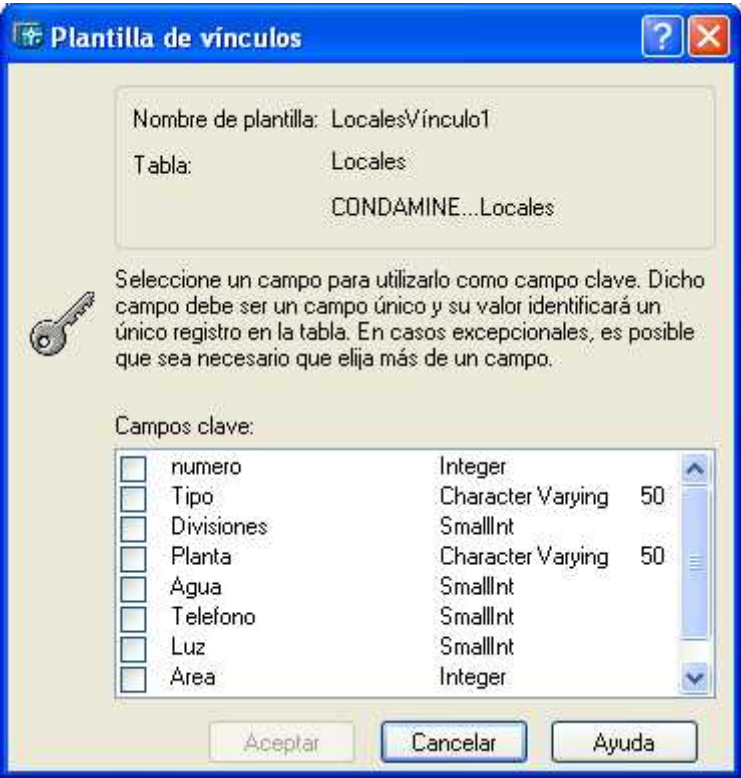 Plantilla de vínculos
Nombre de plantilla: LocalesVínculo1
Tabla: Locales
CONDAMINE...Locales
Seleccione un campo para utilizarlo como campo clave. Dicho
campo debe ser un campo único y su valor identificará un
único registro en la tabla. En casos excepcionales, es posible
que sea necesario que elija más de un campo.
Campos clave:
numero Integer
Tipo Character Varying 50
Divisiones SmallInt
Planta Character Varying 50
Agua SmallInt
Telefono SmallInt
Luz SmallInt
Area Integer
Aceptar Cancelar Ayuda